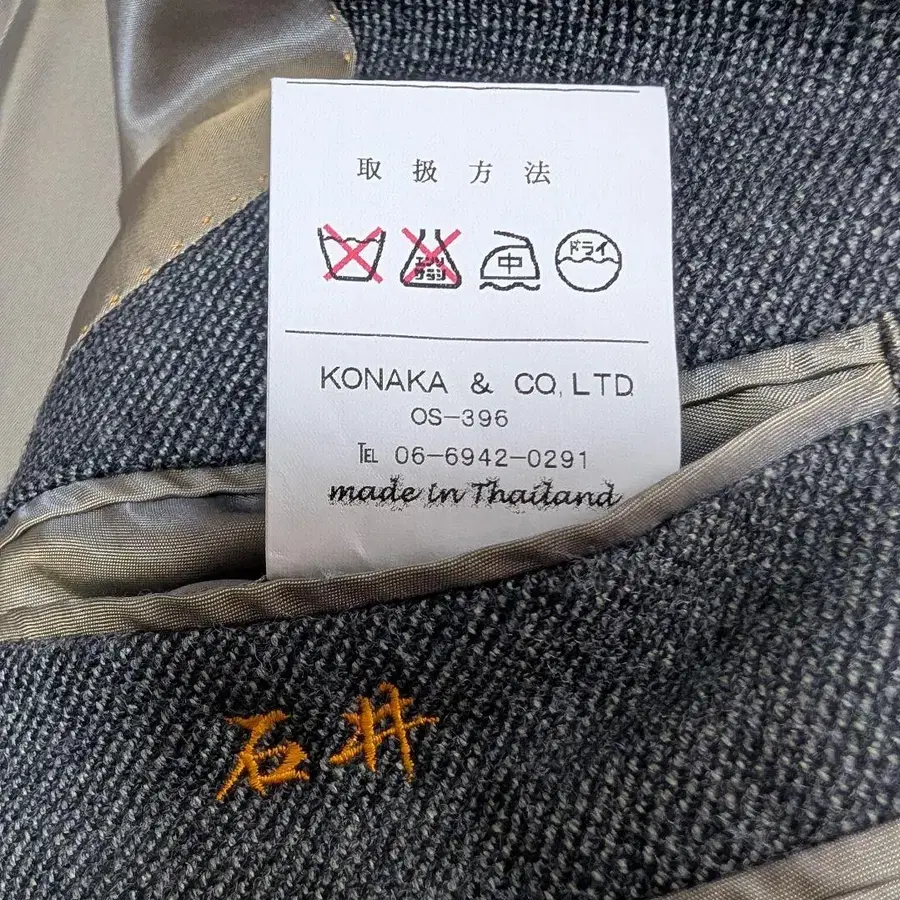 取扱方法
エンソ
サラシ
中
ドライ
KONAKA & CO, LTD
OS-396
TEL 06-6942-0291
made in Thailand
石井